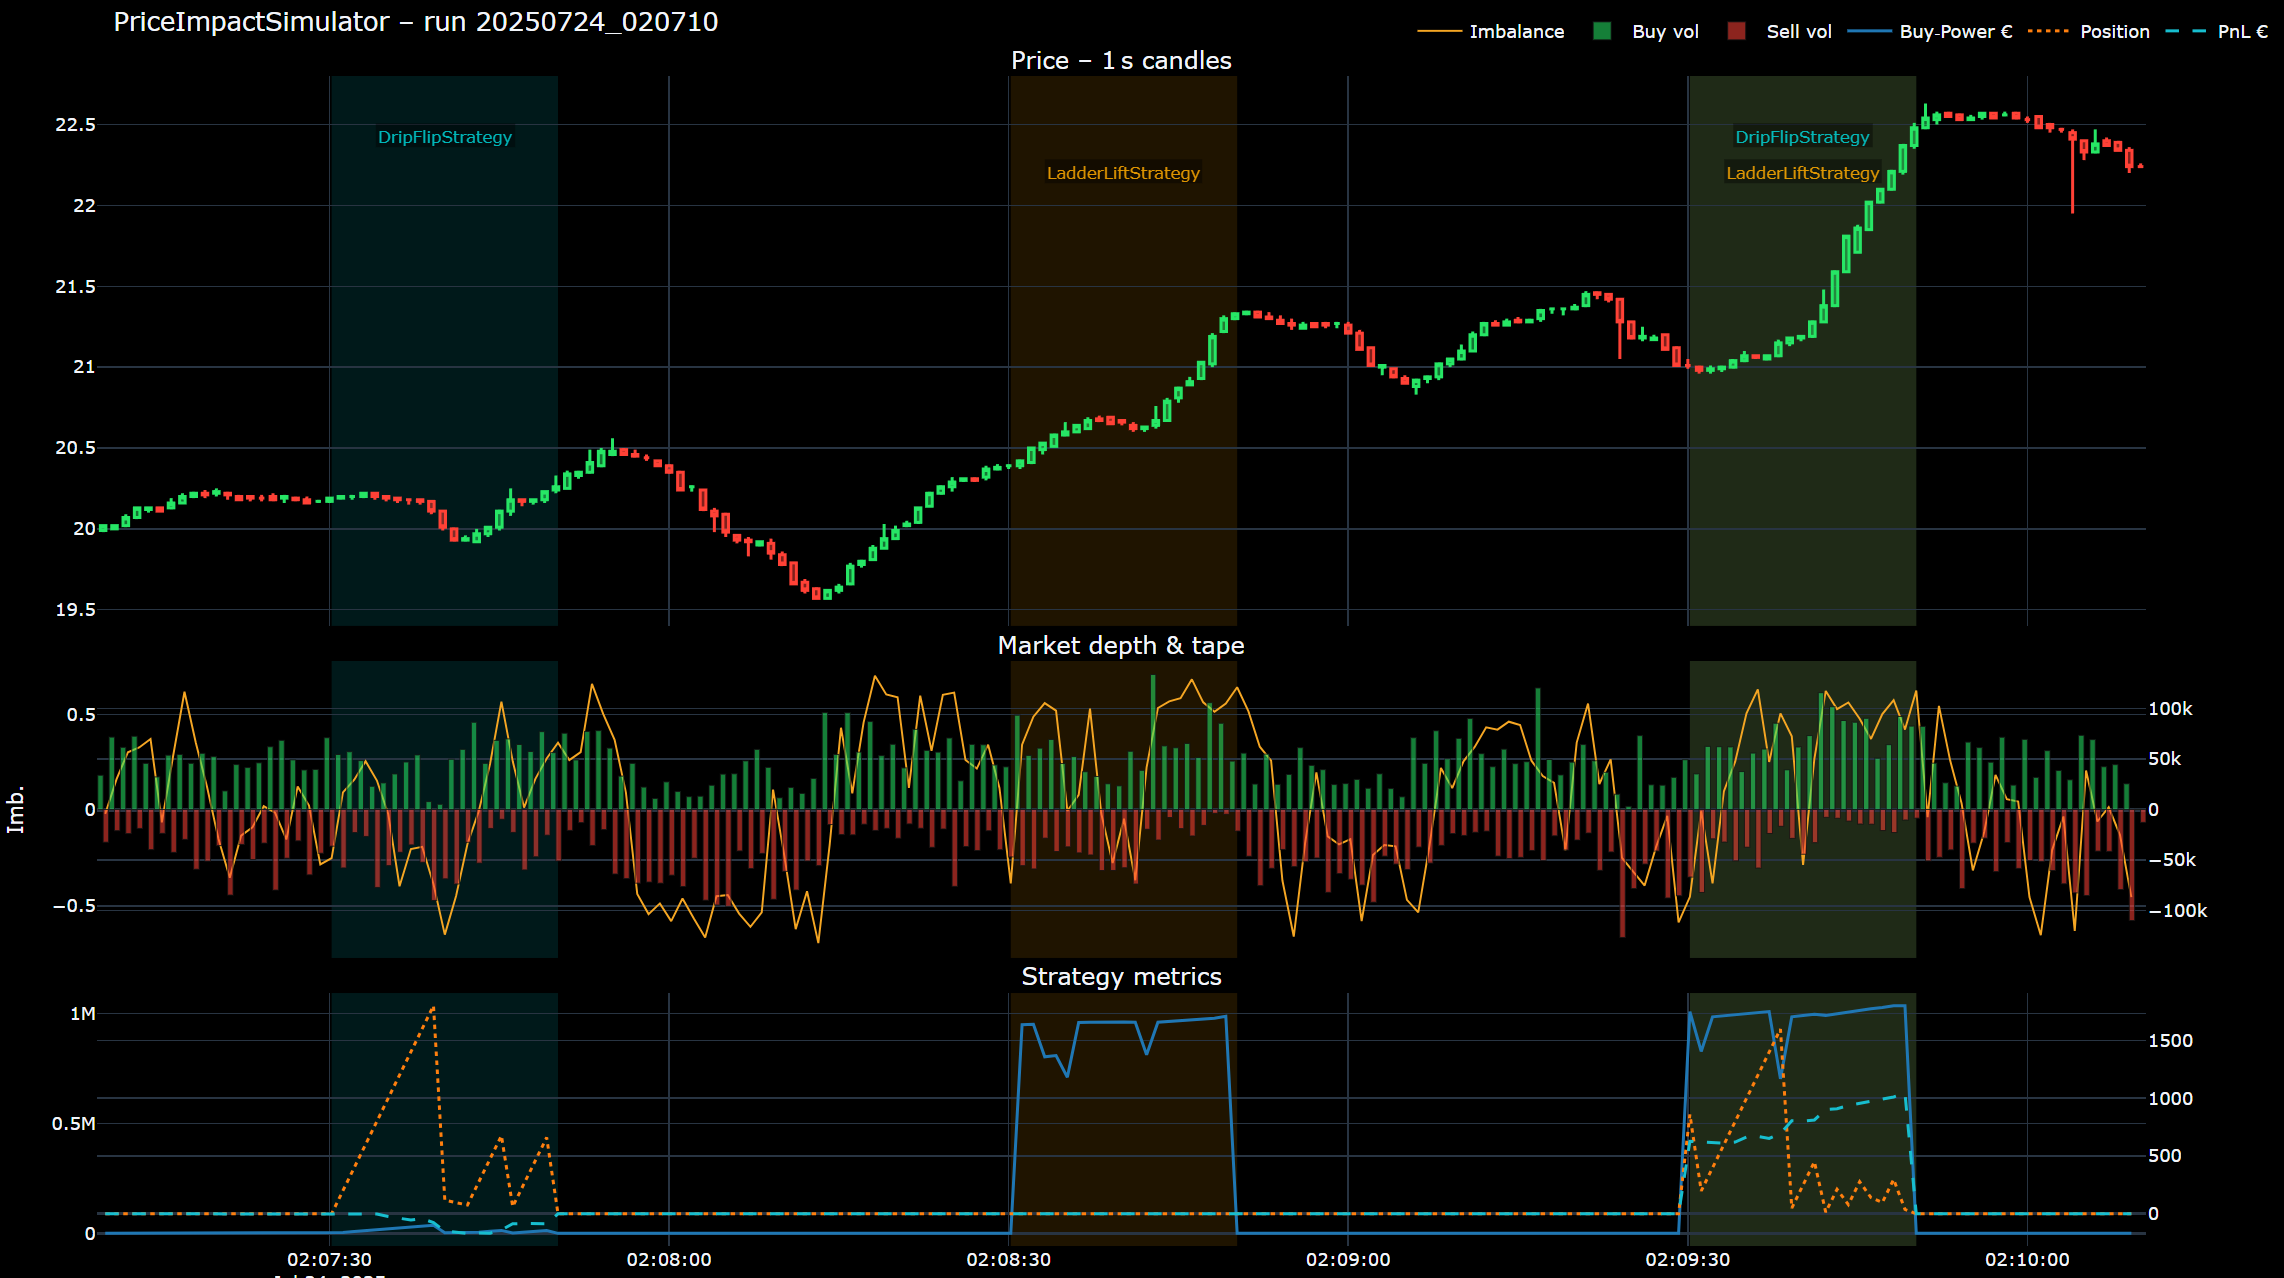 PriceImpactSimulator – run 20250724_020710
Imbalance
Buy vol
Sell vol
Buy-Power €
Position
PnL €
Price – 1 s candles
22.5
22
21.5
21
20.5
20
19.5
DripFlipStrategy
LadderLiftStrategy
DripFlipStrategy
LadderLiftStrategy
Market depth & tape
Imb.
0.5
0
−0.5
100k
50k
0
−50k
−100k
Strategy metrics
1M
0.5M
0
1500
1000
500
0
02:07:30
02:08:00
02:08:30
02:09:00
02:09:30
02:10:00